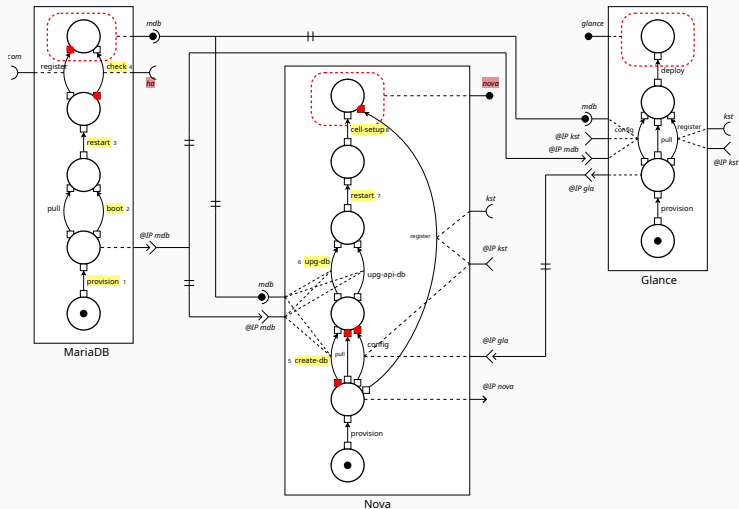 mdb
.com
register
check 4
ha
restart 3
pull
boot 2
@IP mdb
provision 1
MariaDB
nova
cell-setup 8
restart 7
kst
register
@IP kst
6 upg-db
upg-api-db
mdb
@IP mdb
config
@IP gla
pull
5 create-db
@IP nova
provision
Nova
glance
deploy
mdb
config
register
kst
@IP kst
pull
@IP mdb
@IP kst
@IP gla
provision
Glance